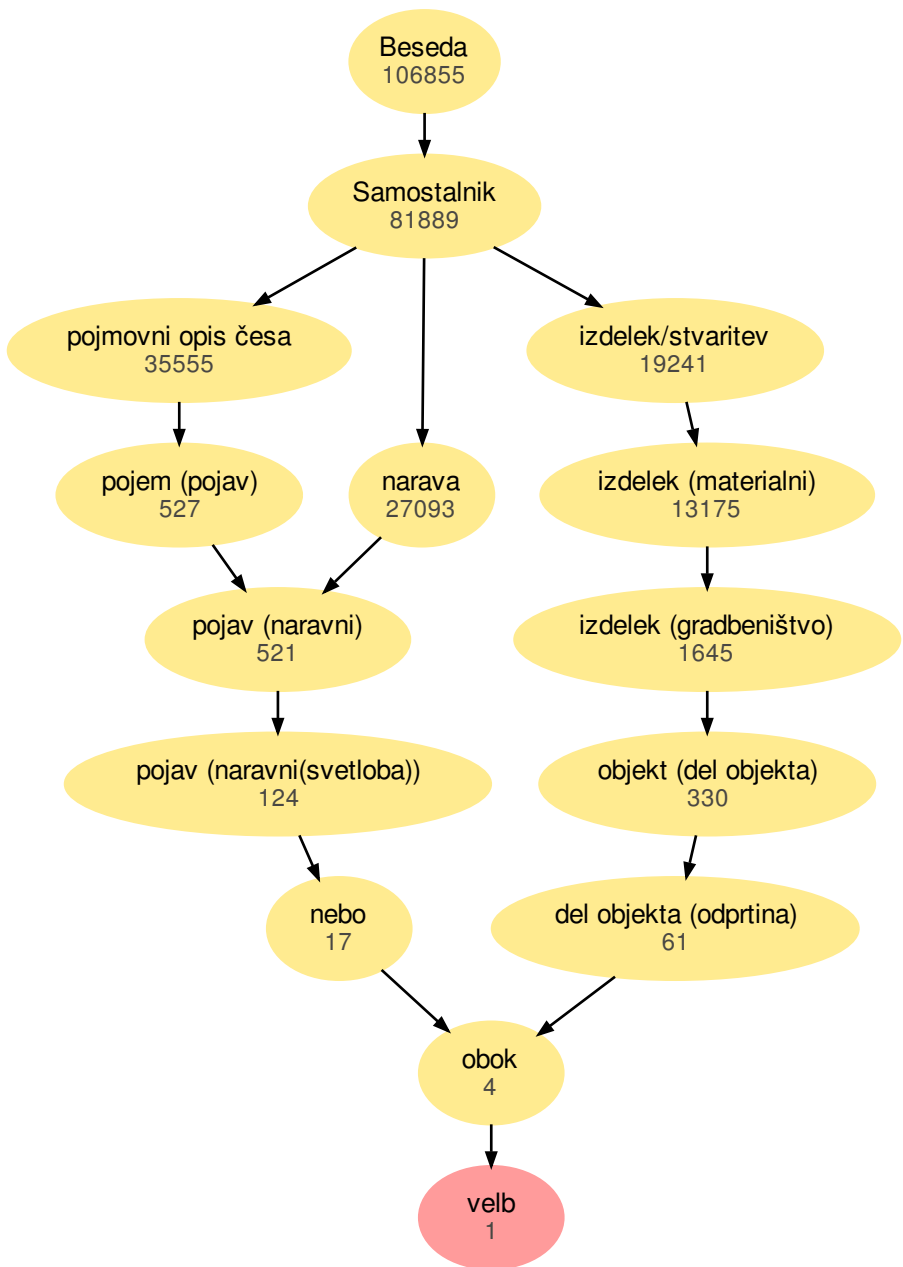 Beseda
106855
Samostalnik
81889
pojmovni opis česa
35555
izdelek/stvaritev
19241
pojem (pojav)
527
narava
27093
izdelek (materialni)
13175
pojav (naravni)
521
izdelek (gradbeništvo)
1645
pojav (naravni(svetloba))
124
objekt (del objekta)
330
nebo
17
del objekta (odprtina)
61
obok
4
velb
1